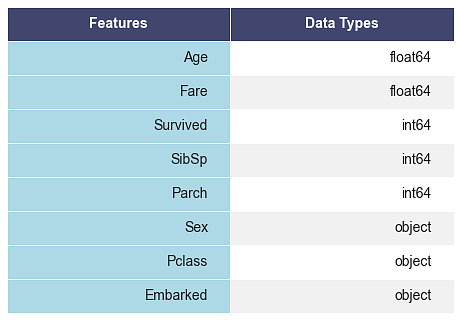 Features Data Types
Age float64
Fare float64
Survived int64
SibSp int64
Parch int64
Sex object
Pclass object
Embarked object